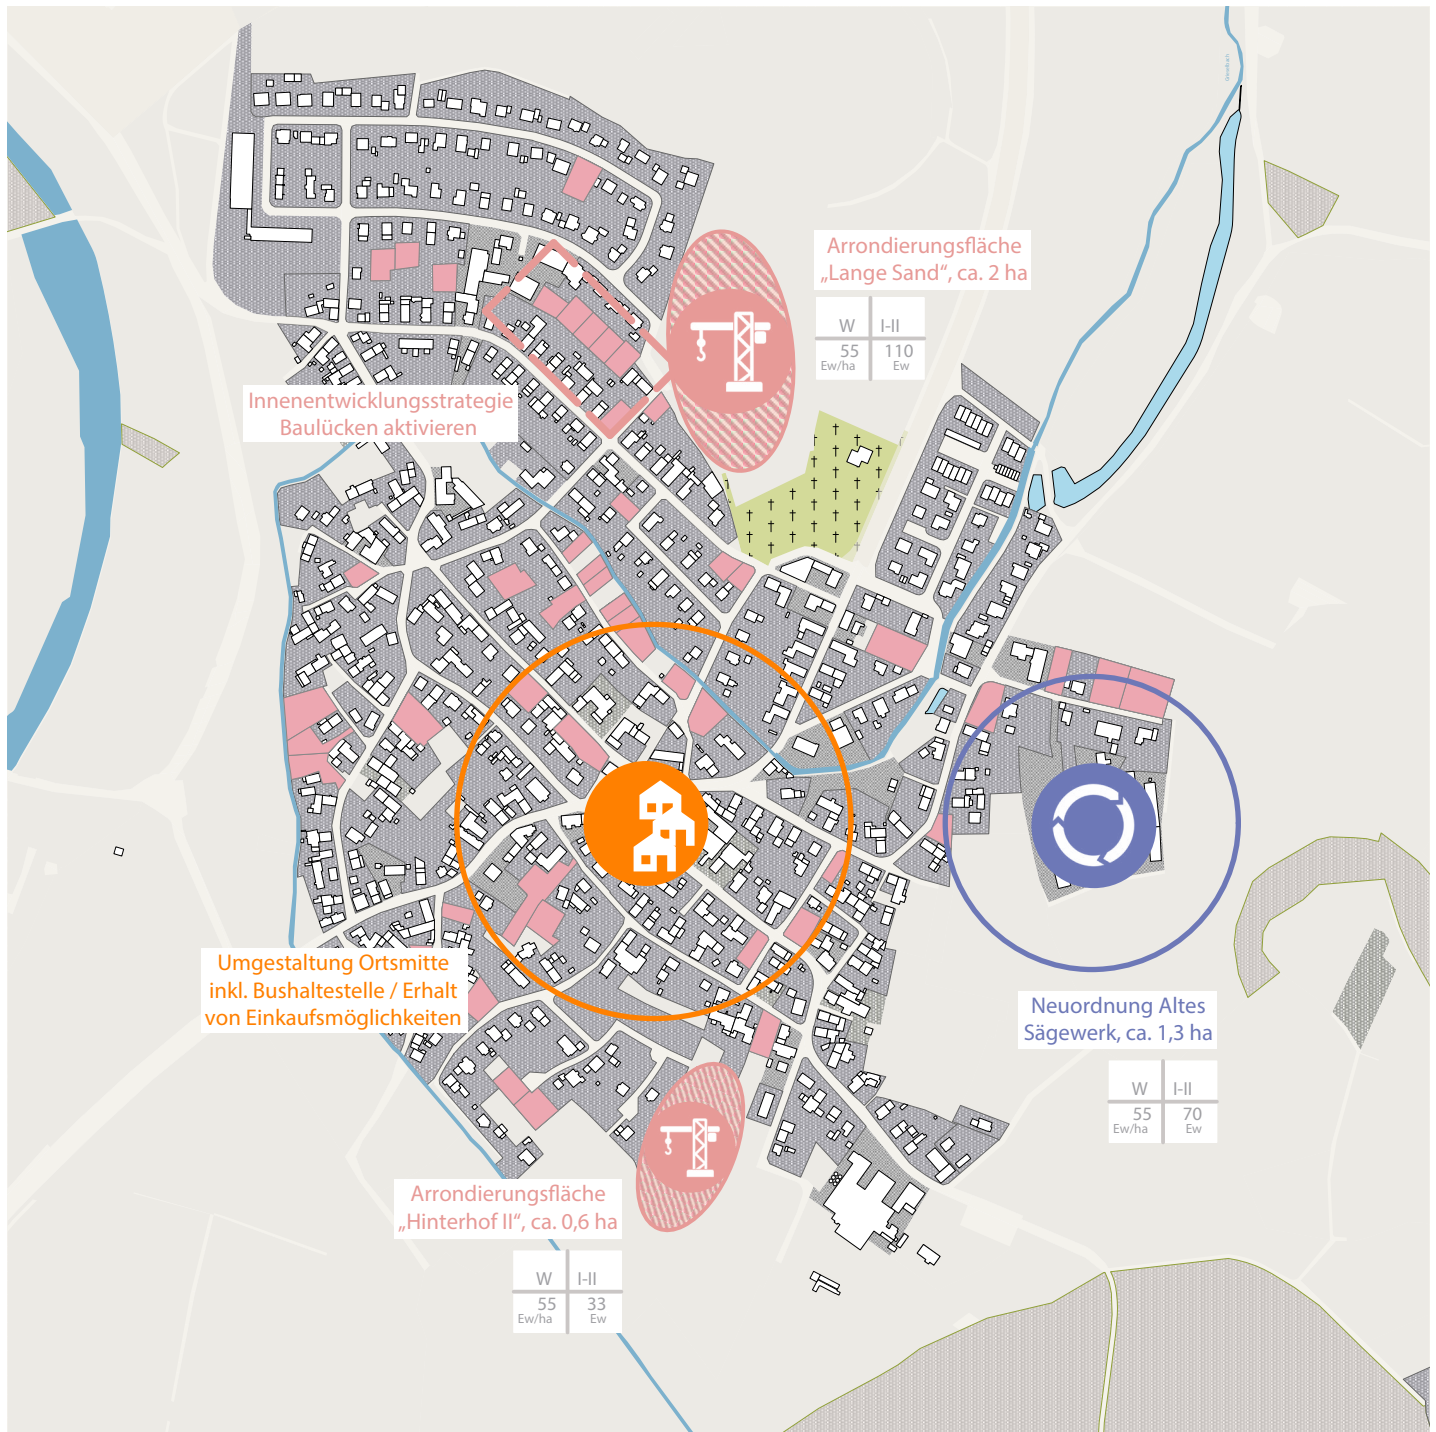 Arrondierungsfläche
„Lange Sand“, ca. 2 ha
W I-II
55 110
Ew/ha Ew
Innenentwicklungsstrategie
Baulücken aktivieren
Umgestaltung Ortsmitte
inkl. Bushaltestelle / Erhalt
von Einkaufsmöglichkeiten
Neuordnung Altes
Sägewerk, ca. 1,3 ha
W I-II
55 70
Ew/ha Ew
Arrondierungsfläche
„Hinterhof II“, ca. 0,6 ha
W I-II
55 33
Ew/ha Ew